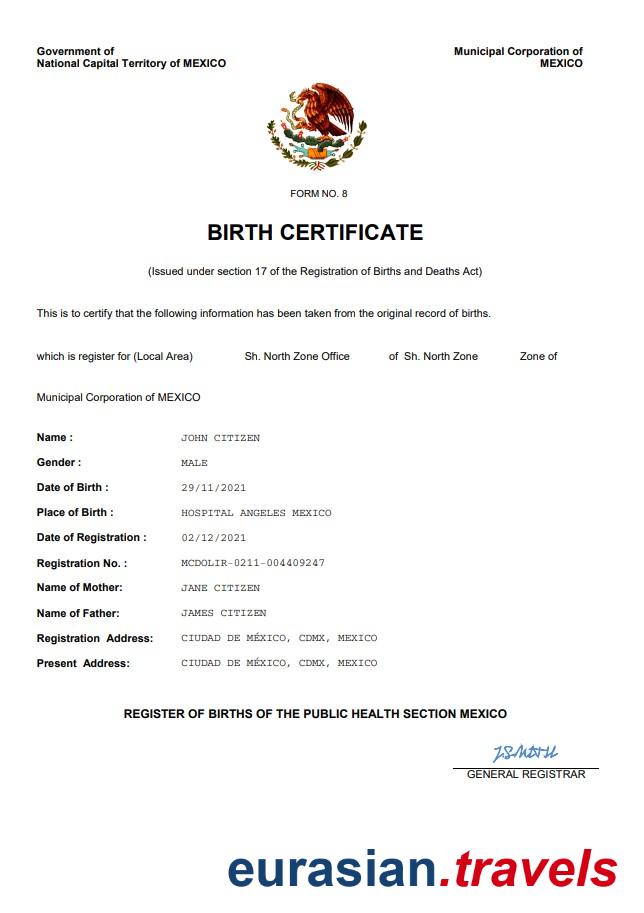 Government of
National Capital Territory of MEXICO
Municipal Corporation of
MEXICO
FORM NO. 8
BIRTH CERTIFICATE
(Issued under section 17 of the Registration of Births and Deaths Act)
This is to certify that the following information has been taken from the original record of births.
which is register for (Local Area) Sh. North Zone Office of Sh. North Zone Zone of
Municipal Corporation of MEXICO
Name : JOHN CITIZEN
Gender : MALE
Date of Birth : 29/11/2021
Place of Birth : HOSPITAL ANGELES MEXICO
Date of Registration : 02/12/2021
Registration No. : MCDOLIR-0211-004409247
Name of Mother: JANE CITIZEN
Name of Father: JAMES CITIZEN
Registration Address: CIUDAD DE MÉXICO, CDMX, MEXICO
Present Address: CIUDAD DE MÉXICO, CDMX, MEXICO
REGISTER OF BIRTHS OF THE PUBLIC HEALTH SECTION MEXICO
GENERAL REGISTRAR
eurasian.travels